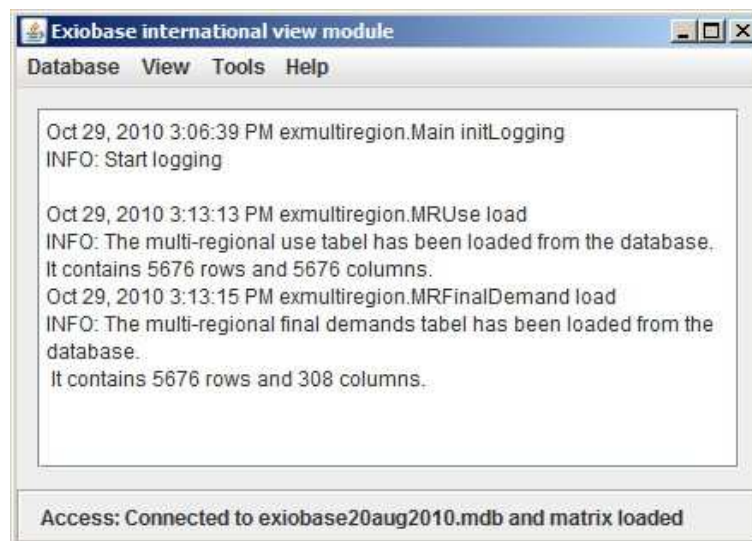 Exiobase international view module
Database View Tools Help
Oct 29, 2010 3:06:39 PM exmultiregion.Main initLogging
INFO: Start logging
Oct 29, 2010 3:13:13 PM exmultiregion.MRUse load
INFO: The multi-regional use tabel has been loaded from the database.
It contains 5676 rows and 5676 columns.
Oct 29, 2010 3:13:15 PM exmultiregion.MRFinalDemand load
INFO: The multi-regional final demands tabel has been loaded from the
database.
It contains 5676 rows and 308 columns.
Access: Connected to exiobase20aug2010.mdb and matrix loaded